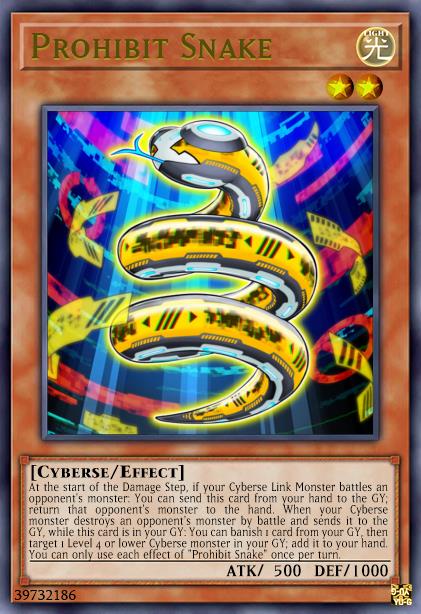 Prohibit Snake
LIGHT
光
[Cyberse/Effect]
At the start of the Damage Step, if your Cyberse Link Monster battles an
opponent's monster: You can send this card from your hand to the GY;
return that opponent's monster to the hand. When your Cyberse
monster destroys an opponent's monster by battle and sends it to the
GY, while this card is in your GY: You can banish 1 card from your GY, then
target 1 Level 4 or lower Cyberse monster in your GY; add it to your hand.
You can only use each effect of "Prohibit Snake" once per turn.
ATK/ 500 DEF/1000
39732186